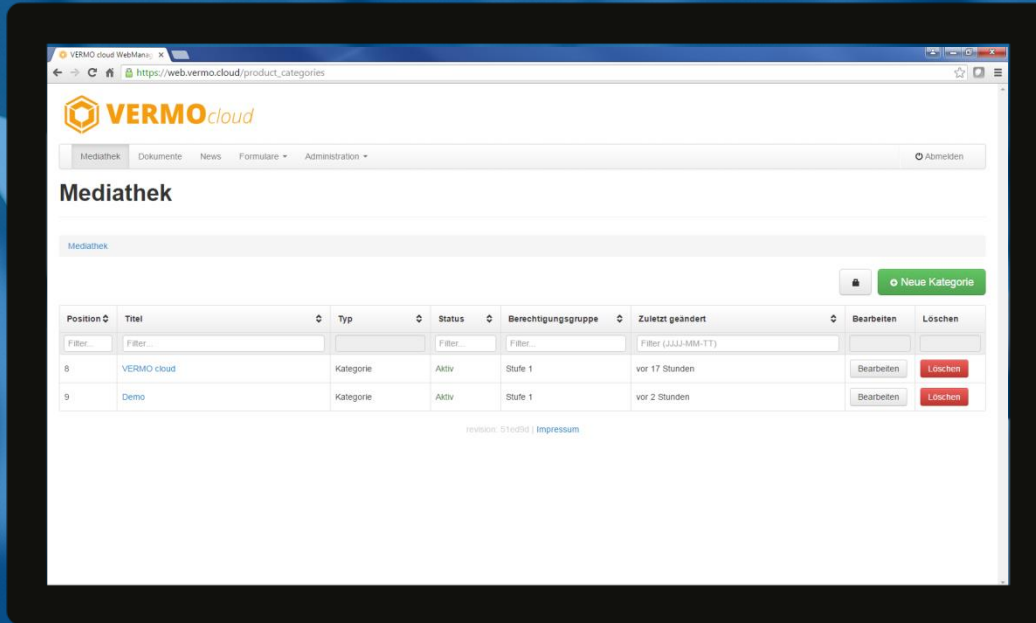 VERMO cloud WebManag
https://web.vermo.cloud/product_categories
VERMOcloud
Mediathek Dokumente News Formulare Administration Abmelden
Mediathek
Mediathek
Neue Kategorie
Position Titel Typ Status Berechtigungsgruppe Zuletzt geändert Bearbeiten Löschen
Filter... Filter... Filter... Filter... Filter (JJJJ-MM-TT)
8 VERMO cloud Kategorie Aktiv Stufe 1 vor 17 Stunden Bearbeiten Löschen
9 Demo Kategorie Aktiv Stufe 1 vor 2 Stunden Bearbeiten Löschen
revision: | Impressum